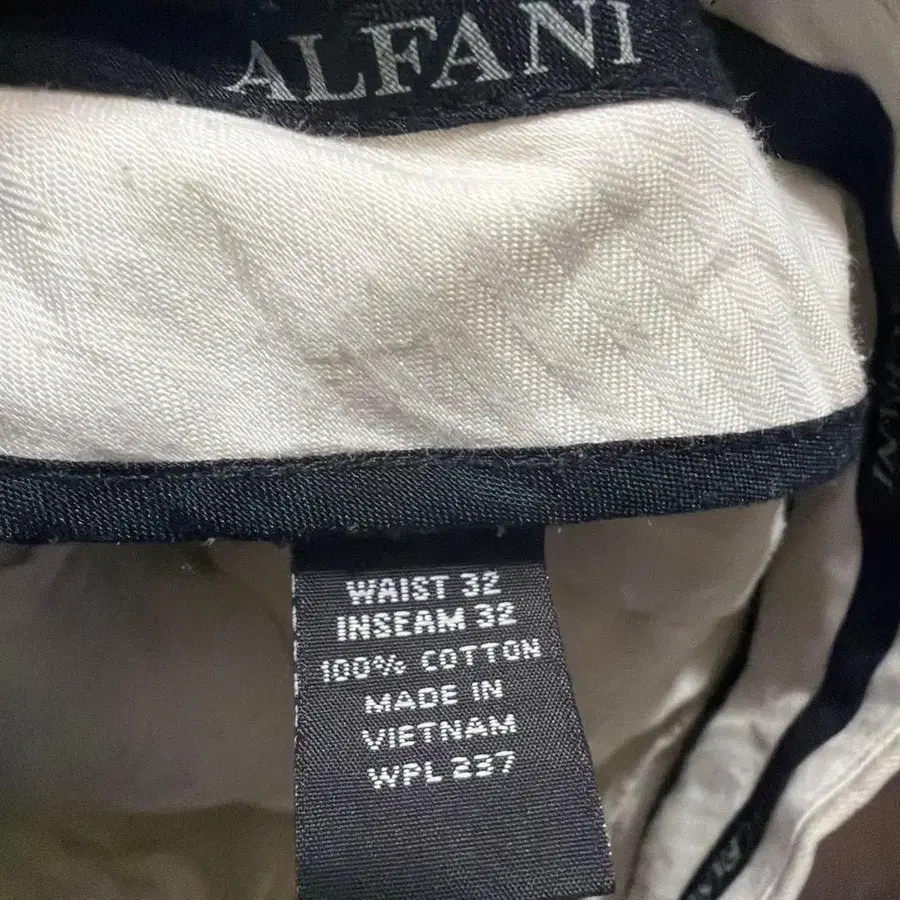 ALFANI
WAIST 32
INSEAM 32
100% COTTON
MADE IN
VIETNAM
WPL 237